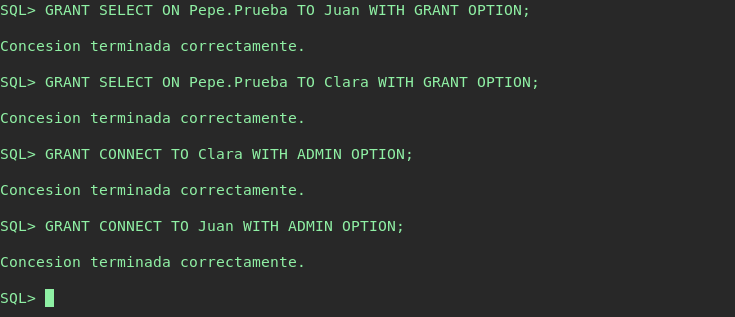 SQL> GRANT SELECT ON Pepe.Prueba TO Juan WITH GRANT OPTION;
Concesion terminada correctamente.
SQL> GRANT SELECT ON Pepe.Prueba TO Clara WITH GRANT OPTION;
Concesion terminada correctamente.
SQL> GRANT CONNECT TO Clara WITH ADMIN OPTION;
Concesion terminada correctamente.
SQL> GRANT CONNECT TO Juan WITH ADMIN OPTION;
Concesion terminada correctamente.
SQL>